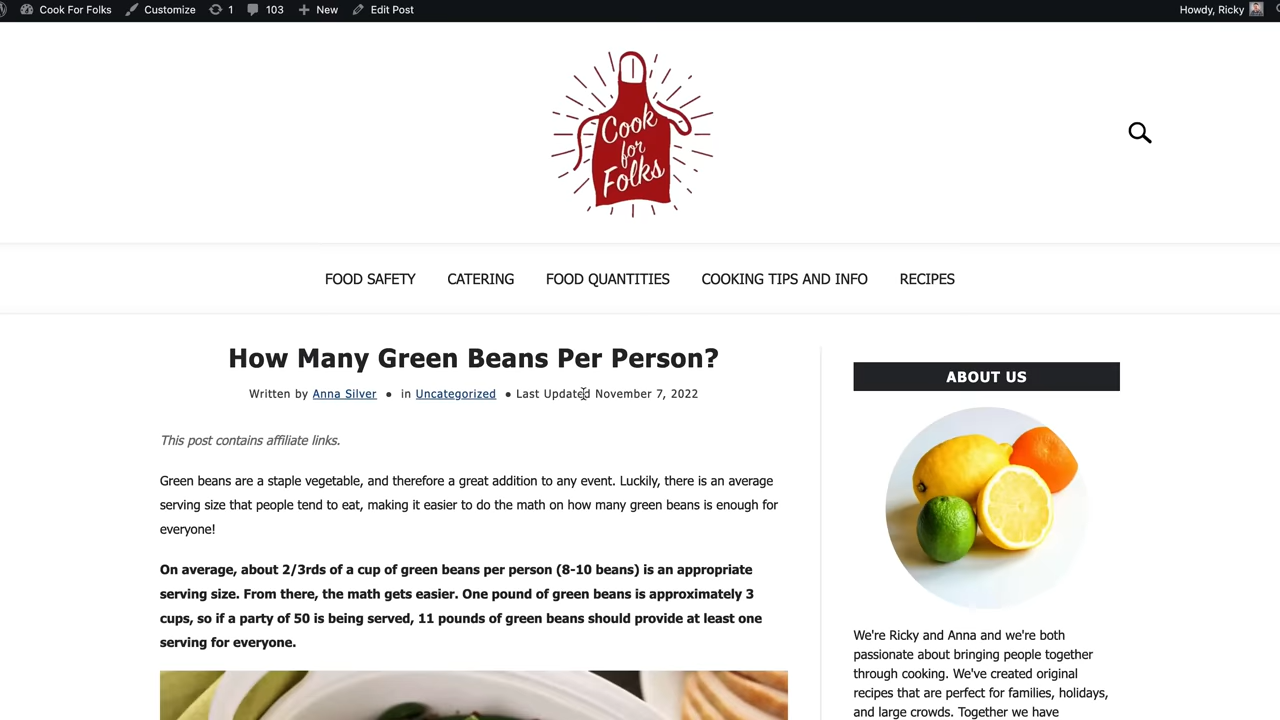 Cook For Folks Customize 1 103 New Edit Post Howdy, Ricky
Cook
for
Folks
FOOD SAFETY CATERING FOOD QUANTITIES COOKING TIPS AND INFO RECIPES
How Many Green Beans Per Person?
Written by Anna Silver • in Uncategorized • Last Updated November 7, 2022
This post contains affiliate links.
Green beans are a staple vegetable, and therefore a great addition to any event. Luckily, there is an average
serving size that people tend to eat, making it easier to do the math on how many green beans is enough for
everyone!
On average, about 2/3rds of a cup of green beans per person (8-10 beans) is an appropriate
serving size. From there, the math gets easier. One pound of green beans is approximately 3
cups, so if a party of 50 is being served, 11 pounds of green beans should provide at least one
serving for everyone.
ABOUT US
We're Ricky and Anna and we're both
passionate about bringing people together
through cooking. We've created original
recipes that are perfect for families, holidays,
and large crowds. Together we have